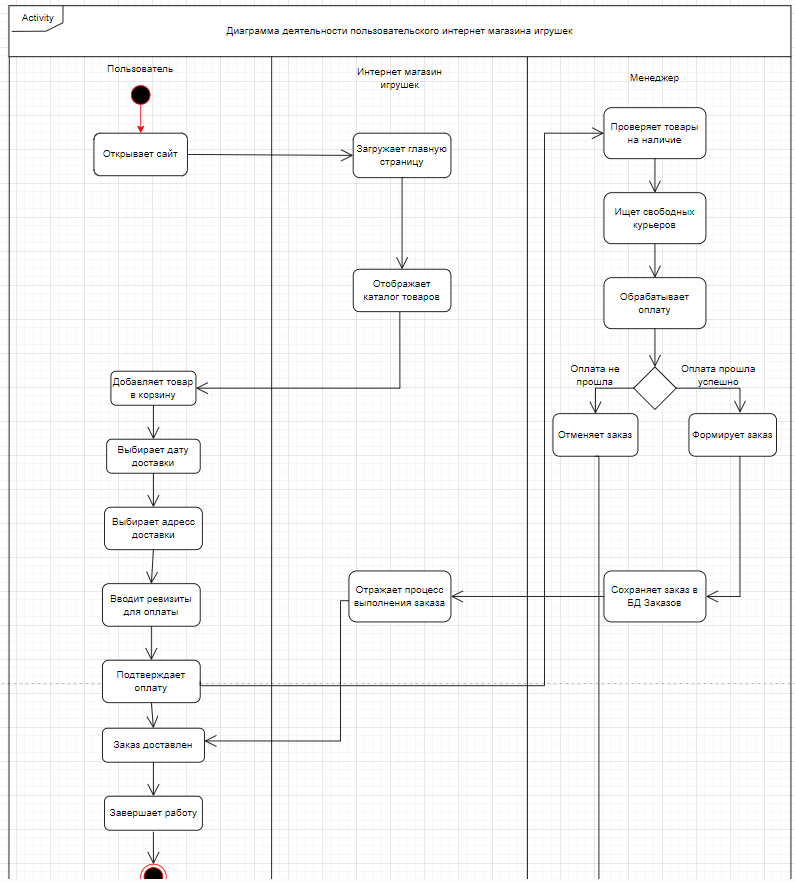 Activity
Диаграмма деятельности пользовательского интернет магазина игрушек
Пользователь
Интернет магазин
игрушек
Менеджер
Открывает сайт
Загружает главную
страницу
Проверяет товары
на наличие
Ищет свободных
курьеров
Отображает
каталог товаров
Обрабатывает
оплату
Оплата не
прошла
Оплата прошла
успешно
Добавляет товар
в корзину
Отменяет заказ
Формирует заказ
Выбирает дату
доставки
Выбирает адресс
доставки
Вводит ревизиты
для оплаты
Отражает процесс
выполнения заказа
Сохраняет заказ в
БД Заказов
Подтверждает
оплату
Заказ доставлен
Завершает работу